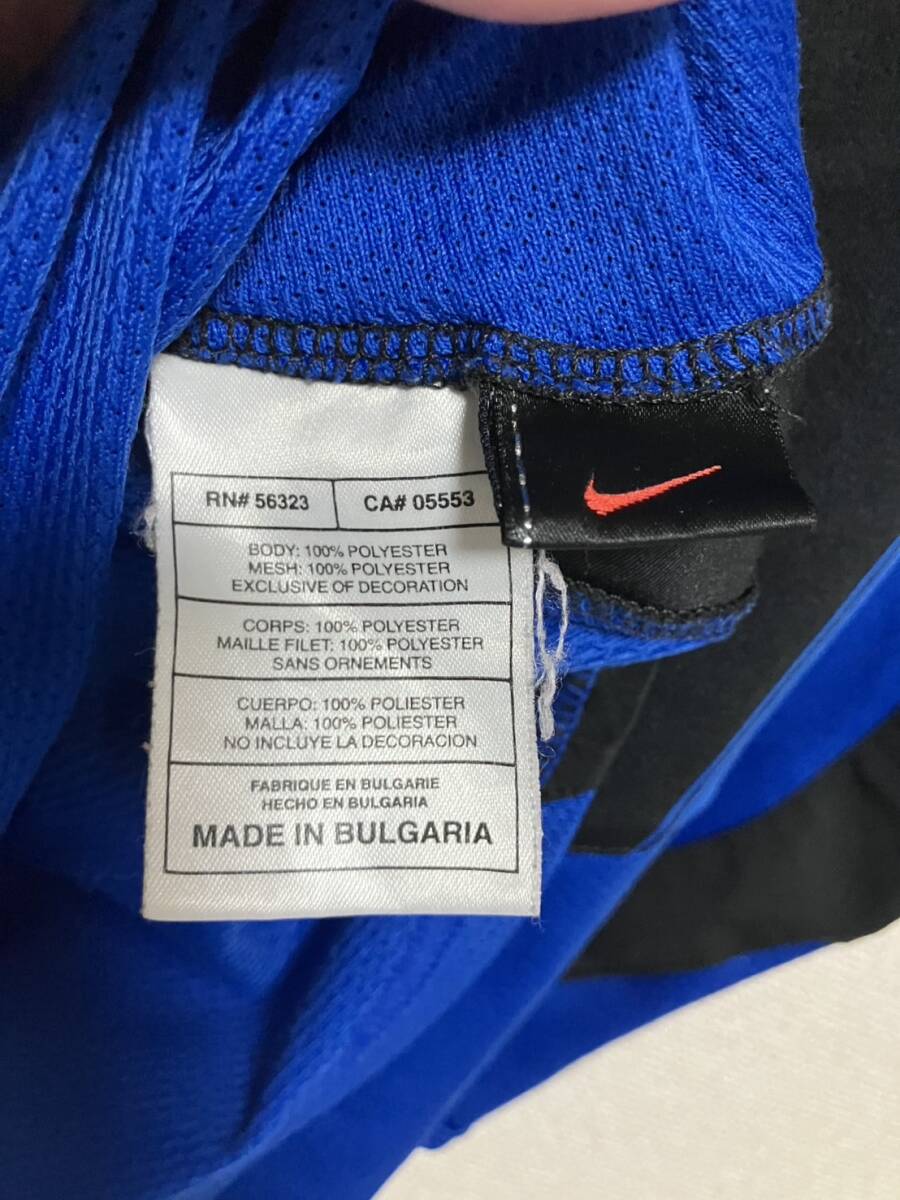 RN# 56323
CA# 05553
BODY: 100% POLYESTER
MESH: 100% POLYESTER
EXCLUSIVE OF DECORATION
CORPS: 100% POLYESTER
MAILLE FILET: 100% POLYESTER
SANS ORNEMENTS
CUERPO: 100% POLIESTER
MALLA: 100% POLIESTER
NO INCLUYE LA DECORACION
FABRIQUE EN BULGARIE
HECHO EN BULGARIA
MADE IN BULGARIA